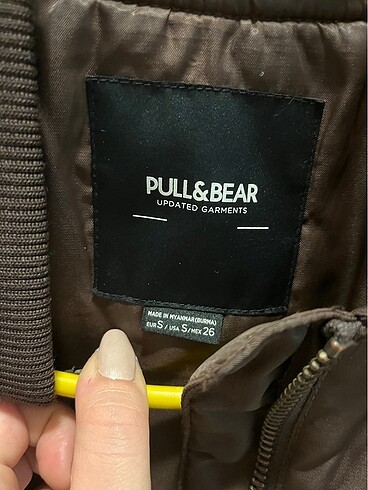 PULL&BEAR
UPDATED GARMENTS
MADE IN MYANMAR(BURMA)
EUR S / USA S / MEX 26